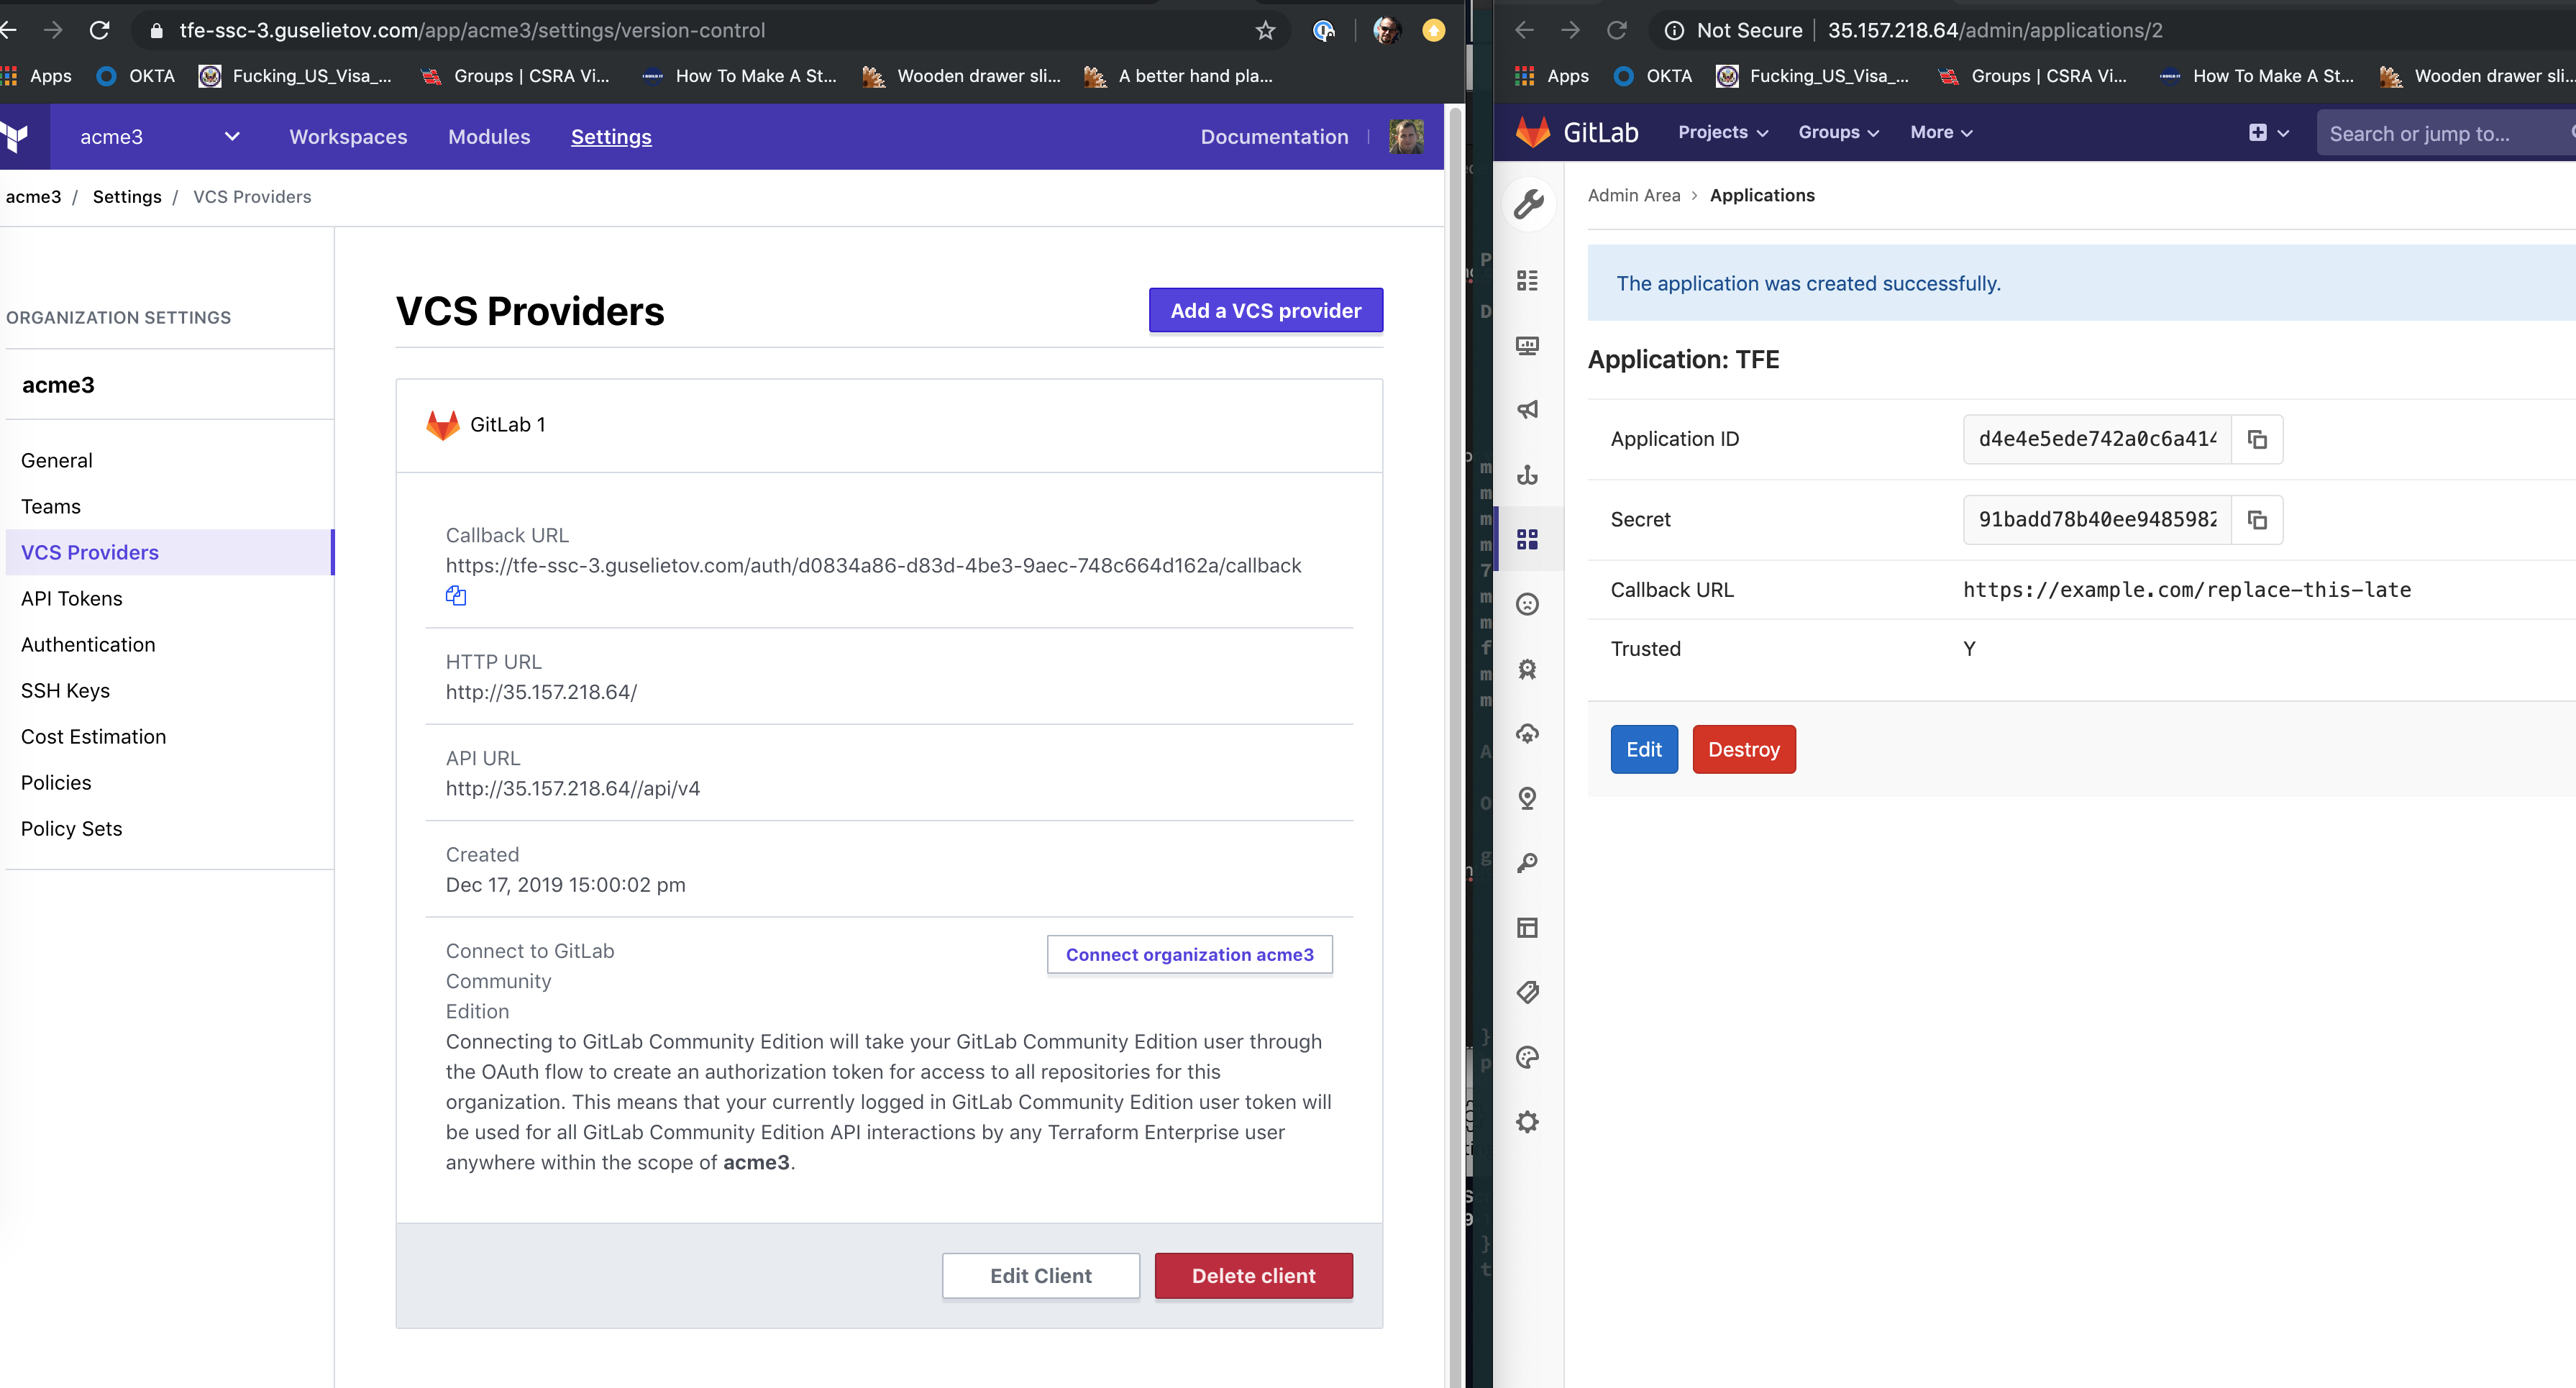 tfe-ssc-3.guselietov.com/app/acme3/settings/version-control
Apps OKTA Fucking_US_Visa_... Groups | CSRA Vi... How To Make A St... Wooden drawer sli... A better hand pla...
acme3 Workspaces Modules Settings Documentation
acme3 / Settings / VCS Providers
ORGANIZATION SETTINGS
acme3
General
Teams
VCS Providers
API Tokens
Authentication
SSH Keys
Cost Estimation
Policies
Policy Sets
VCS Providers
Add a VCS provider
GitLab 1
Callback URL
https://tfe-ssc-3.guselietov.com/auth/d0834a86-d83d-4be3-9aec-748c664d162a/callback
HTTP URL
http://35.157.218.64/
API URL
http://35.157.218.64//api/v4
Created
Dec 17, 2019 15:00:02 pm
Connect to GitLab
Community
Edition
Connect organization acme3
Connecting to GitLab Community Edition will take your GitLab Community Edition user through
the OAuth flow to create an authorization token for access to all repositories for this
organization. This means that your currently logged in GitLab Community Edition user token will
be used for all GitLab Community Edition API interactions by any Terraform Enterprise user
anywhere within the scope of acme3.
Edit Client
Delete client
Not Secure 35.157.218.64/admin/applications/2
Apps OKTA Fucking_US_Visa_... Groups | CSRA Vi... How To Make A St... Wooden drawer sli...
GitLab Projects Groups More Search or jump to...
Admin Area > Applications
The application was created successfully.
Application: TFE
Application ID d4e4e5ede742a0c6a414
Secret 91badd78b40ee9485982
Callback URL https://example.com/replace-this-late
Trusted Y
Edit Destroy